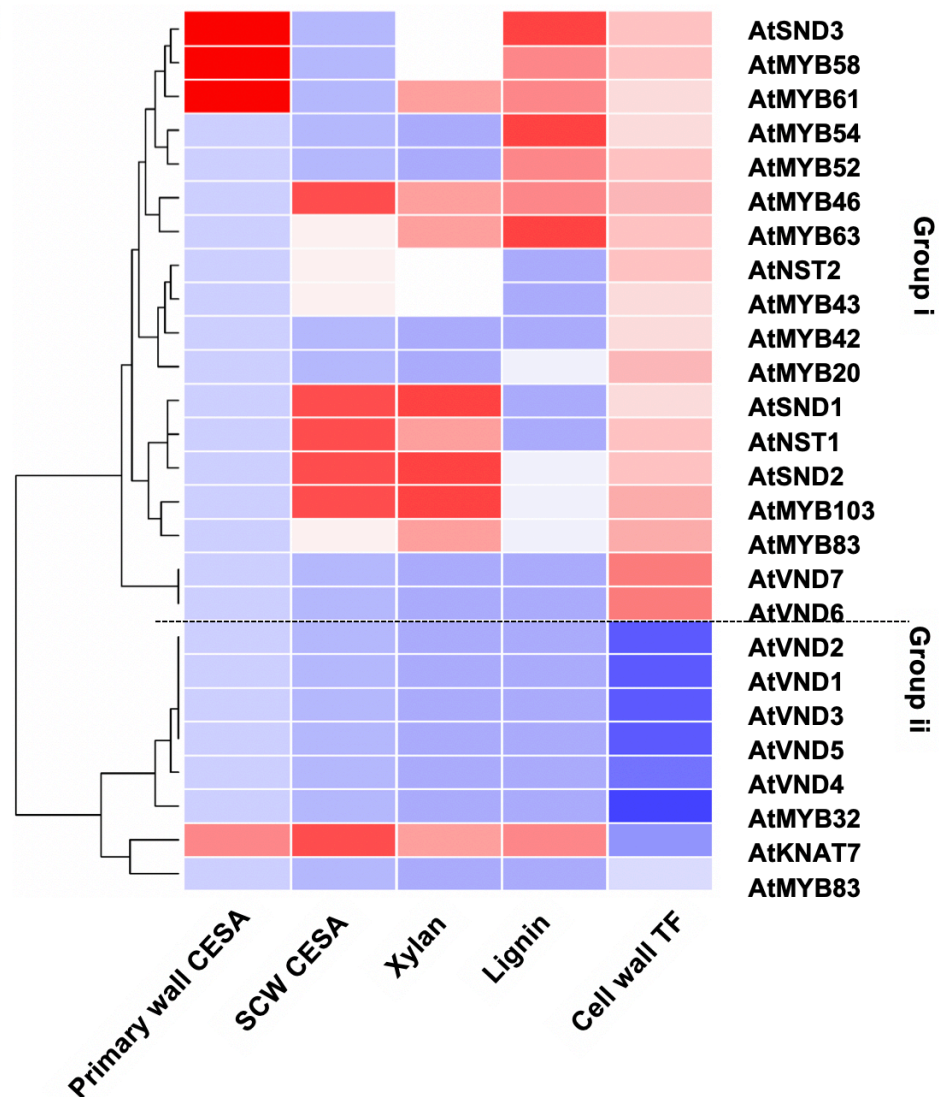 AtSND3
AtMYB58
AtMYB61
AtMYB54
AtMYB52
AtMYB46
AtMYB63
AtNST2
AtMYB43
AtMYB42
AtMYB20
AtSND1
AtNST1
AtSND2
AtMYB103
AtMYB83
AtVND7
AtVND6
AtVND2
AtVND1
AtVND3
AtVND5
AtVND4
AtMYB32
AtKNAT7
AtMYB83
Group i
Group ii
Primary wall CESA
SCW CESA
Xylan
Lignin
Cell wall TF